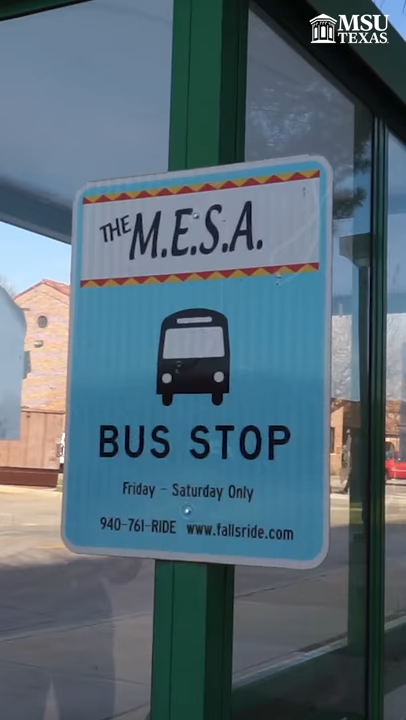 MSU
TEXAS
THE M.E.S.A.
BUS STOP
Friday - Saturday Only
940-761-RIDE www.fallsride.com